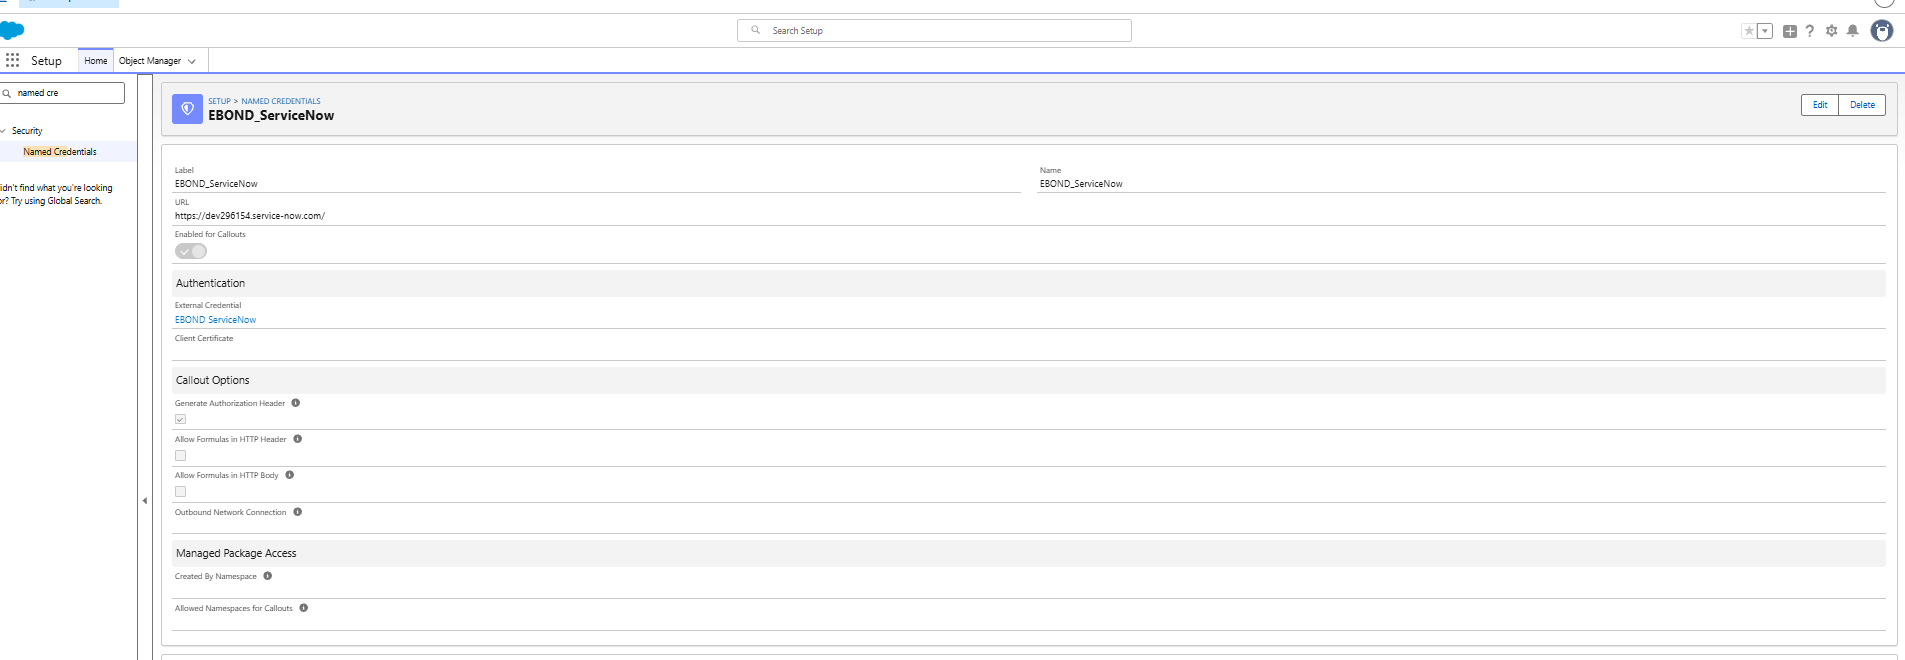 Search Setup
Setup
Home
Object Manager
named cre
Security
Named Credentials
idn't find what you're looking
or? Try using Global Search.
SETUP > NAMED CREDENTIALS
EBOND_ServiceNow
Edit
Delete
Label
EBOND_ServiceNow
Name
EBOND_ServiceNow
URL
https://dev296154.service-now.com/
Enabled for Callouts
Authentication
External Credential
EBOND ServiceNow
Client Certificate
Callout Options
Generate Authorization Header
Allow Formulas in HTTP Header
Allow Formulas in HTTP Body
Outbound Network Connection
Managed Package Access
Created By Namespace
Allowed Namespaces for Callouts